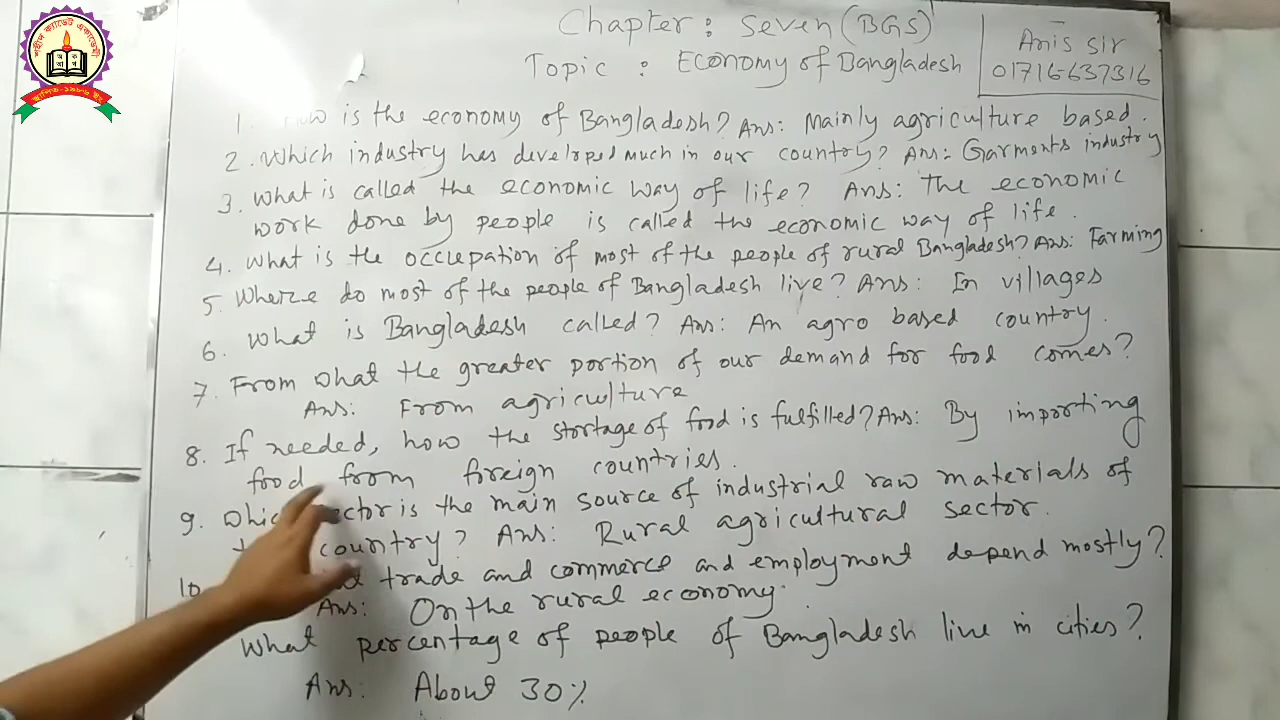 শহীদ ক্যাডেট একাডেমী
স্থাপিত-১৯৮৬ ইং
Chapter : Seven (BGS)
Topic : Economy of Bangladesh
Anis sir
01716-637316
1. How is the economy of Bangladesh? Ans: Mainly agriculture based.
2. Which industry has developed much in our country? Ans: Garments industry
3. What is called the economic way of life? Ans: The economic
work done by people is called the economic way of life.
4. What is the occupation of most of the people of rural Bangladesh? Ans: Farming
5. Where do most of the people of Bangladesh live? Ans: In villages
6. What is Bangladesh called? Ans: An agro based country.
7. From what the greater portion of our demand for food comes?
Ans: From agriculture
8. If needed, how the stortage of food is fulfilled? Ans: By importing
food from foreign countries.
9. is the main source of industrial raw materials of
country? Ans: Rural agricultural sector.
10. trade and commerce and employment depend mostly?
Ans: On the rural economy.
What percentage of people of Bangladesh live in cities?
Ans: About 30%